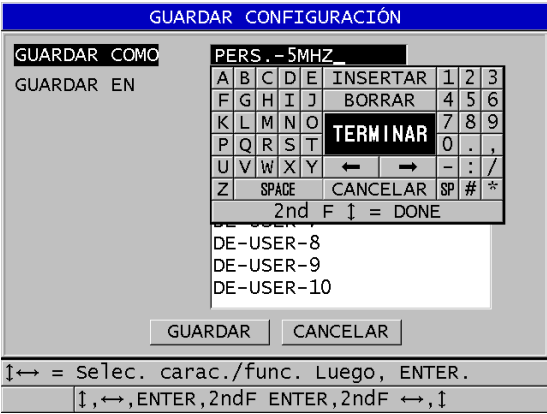 GUARDAR CONFIGURACIÓN
GUARDAR COMO PERS.-5MHZ_
GUARDAR EN
A B C D E INSERTAR 1 2 3
F G H I J BORRAR 4 5 6
K L M N O TERMINAR 7 8 9
P Q R S T 0 . ,
U V W X Y ← → - : /
Z SPACE CANCELAR SP # *
2nd F ↕ = DONE
DE-USER-8
DE-USER-9
DE-USER-10
GUARDAR CANCELAR
↕↔ = Selec. carac./func. Luego, ENTER.
↕,↔,ENTER,2ndF ENTER,2ndF ↔,↕